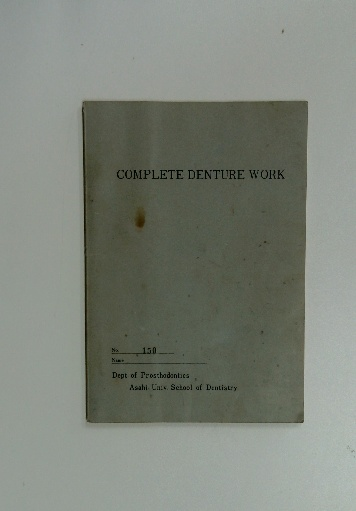 COMPLETE DENTURE WORK
No. 150
Name
Dept of Prosthodontics
Asahi Univ. School of Dentistry